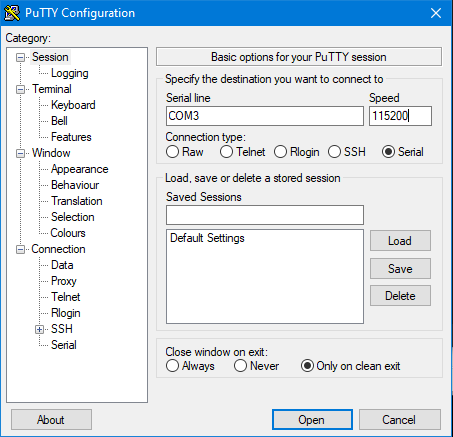 PuTTY Configuration
Category:
Session
Logging
Terminal
Keyboard
Bell
Features
Window
Appearance
Behaviour
Translation
Selection
Colours
Connection
Data
Proxy
Telnet
Rlogin
SSH
Serial
Basic options for your PuTTY session
Specify the destination you want to connect to
Serial line Speed
COM3 115200
Connection type:
Raw Telnet Rlogin SSH Serial
Load, save or delete a stored session
Saved Sessions
Default Settings
Load
Save
Delete
Close window on exit:
Always Never Only on clean exit
About Open Cancel